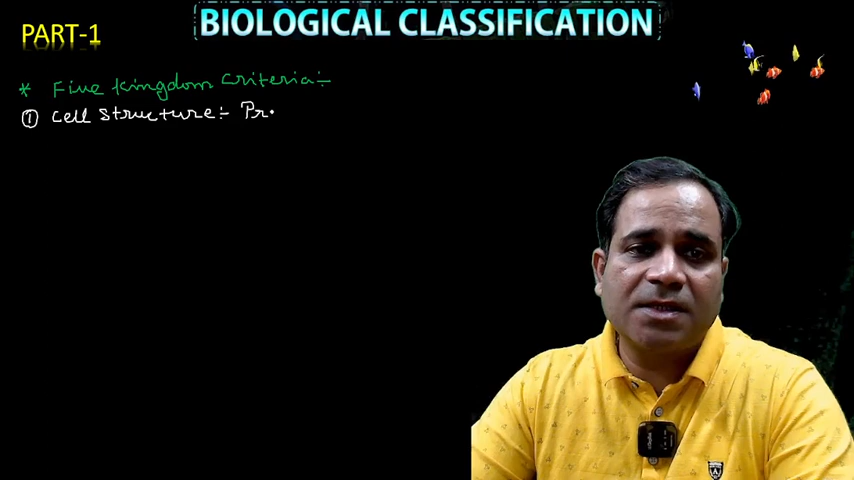 BIOLOGICAL CLASSIFICATION
PART-1
* Five kingdom criteria:-
① Cell structure:- Pr